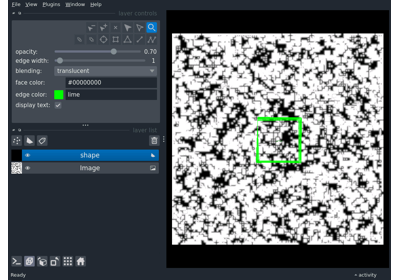 File View Plugins Window Help
layer controls
opacity: 0.70
edge width: 1
blending: translucent
face color: #00000000
edge color: lime
display text:
layer list
shape
Image
Ready
activity